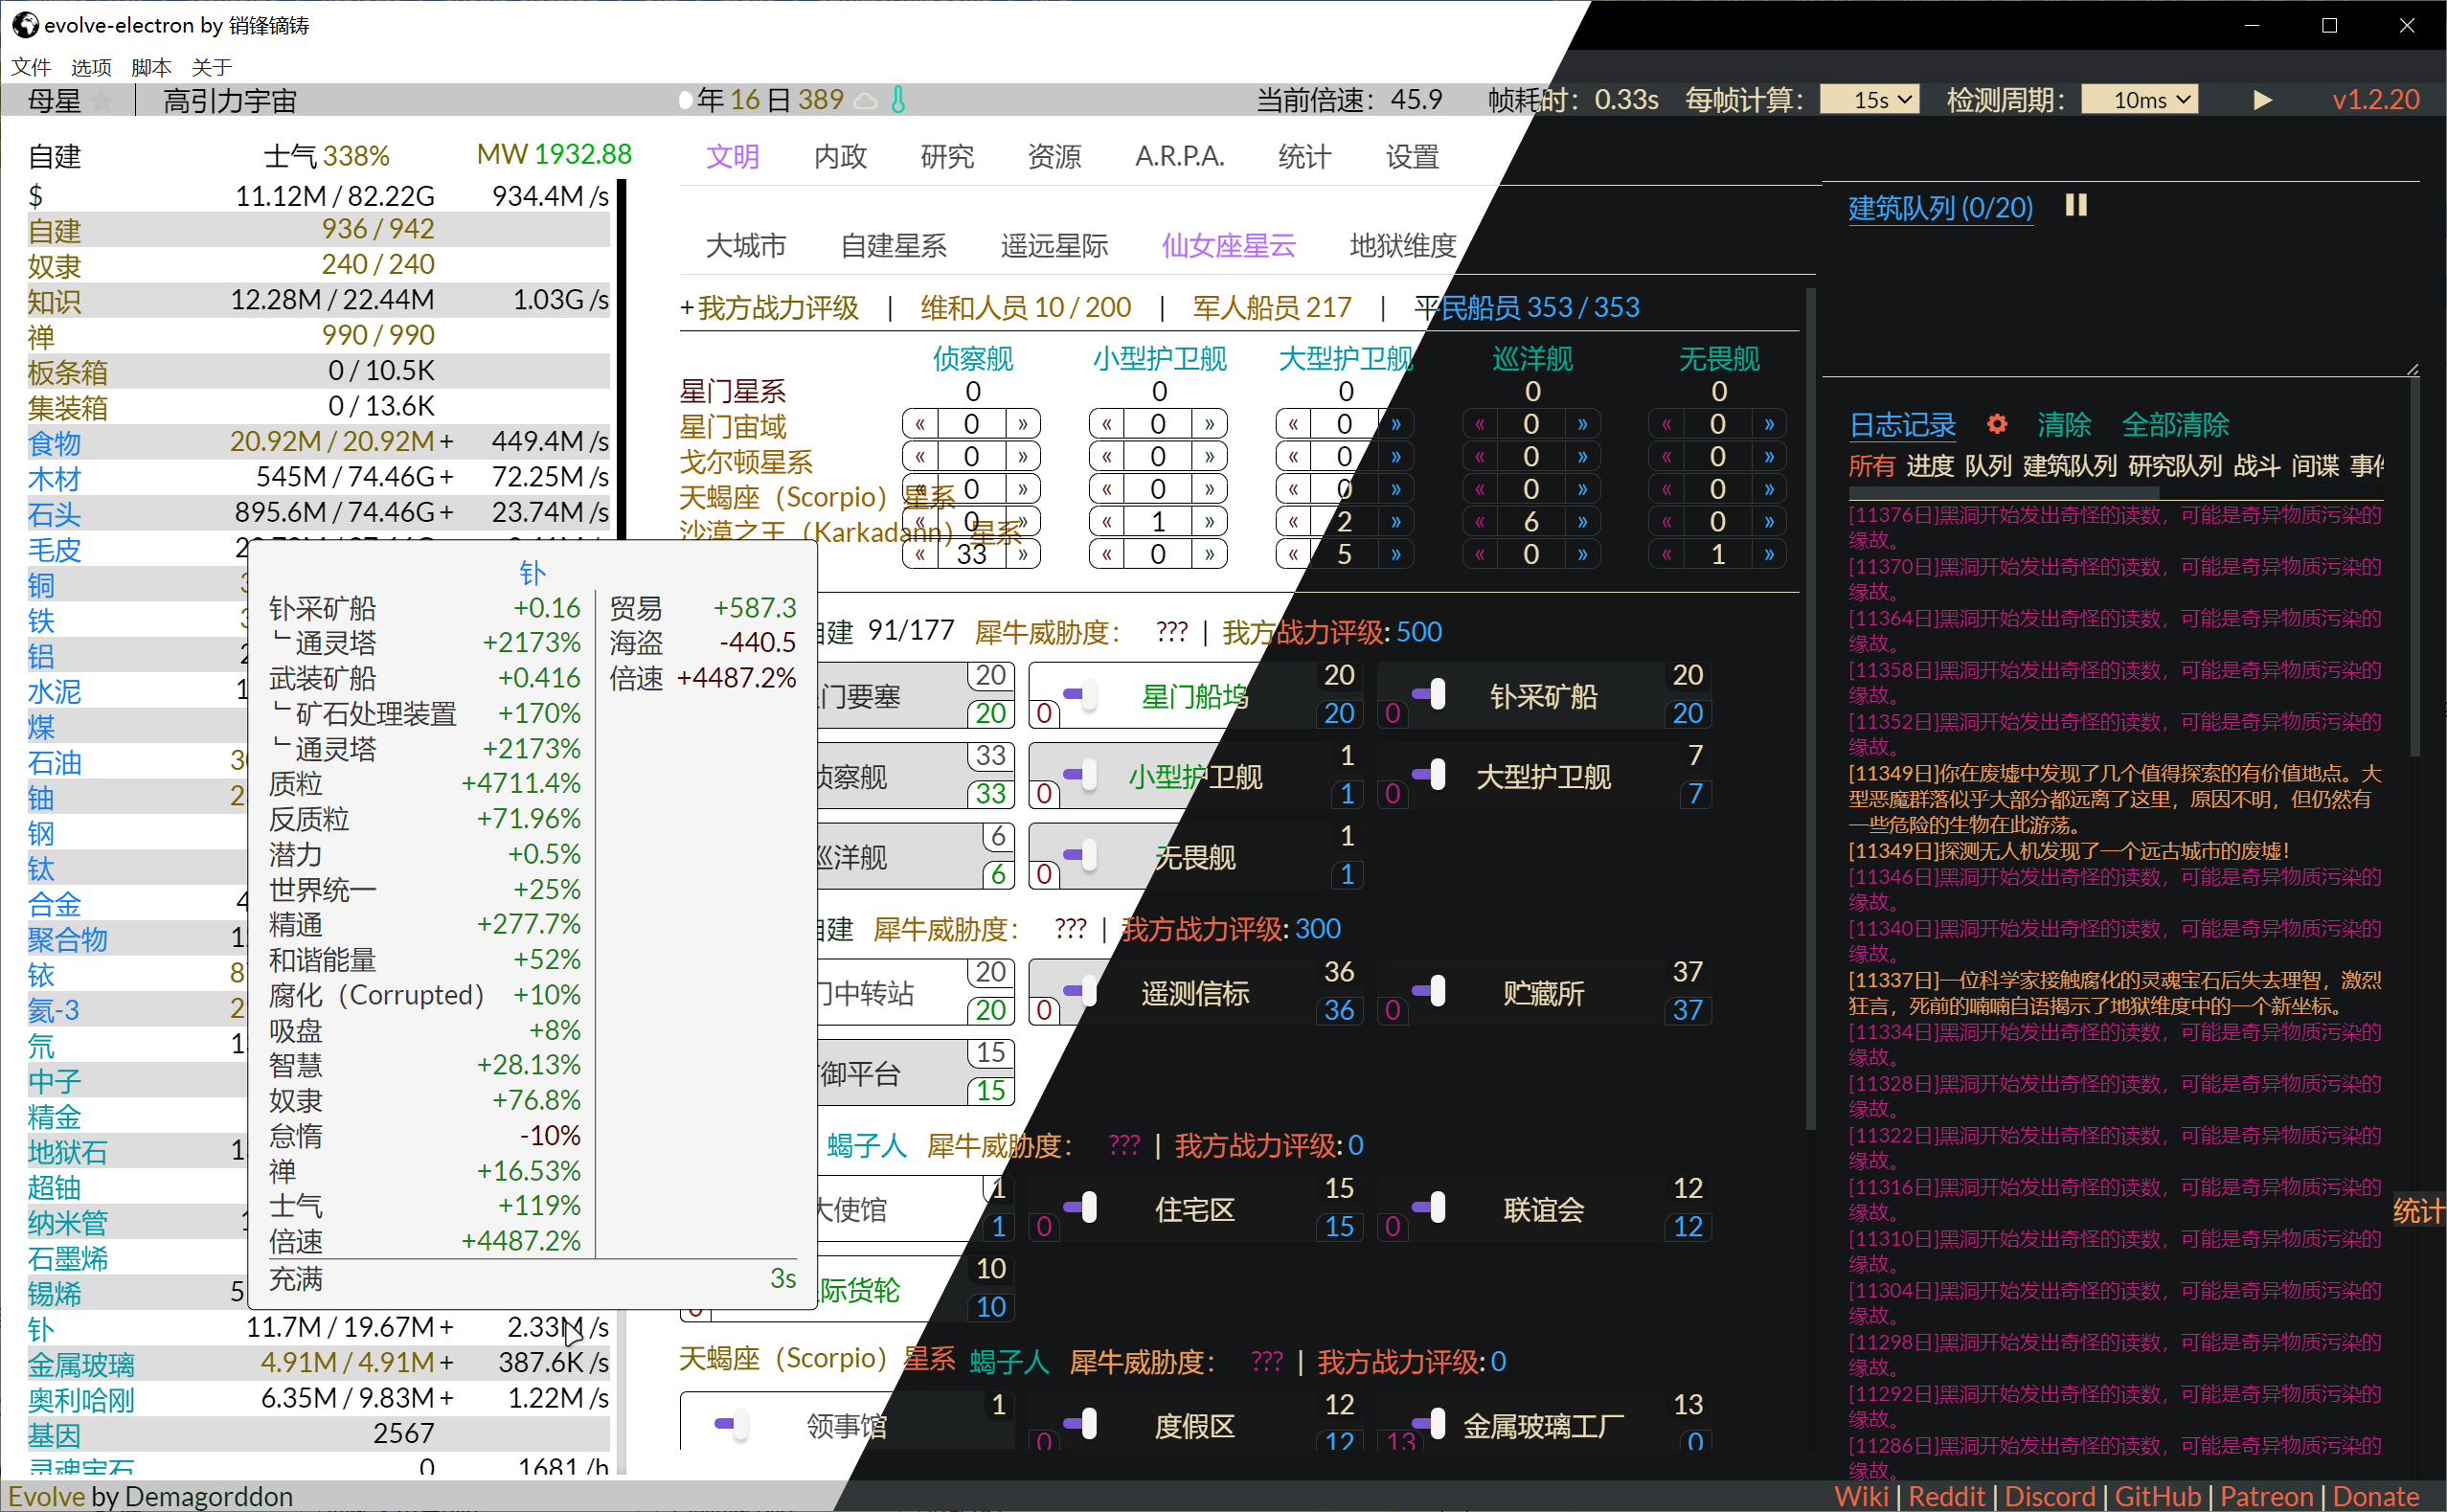 evolve-electron by 销锋镝铸
文件 选项 脚本 关于
母星 高引力宇宙 年 16 日 389 当前倍速：45.9 帧耗时：0.33s 每帧计算： 15s 检测周期： 10ms v1.2.20
自建 士气 338% MW 1932.88
$ 11.12M / 82.22G 934.4M /s
自建 936 / 942
奴隶 240 / 240
知识 12.28M / 22.44M 1.03G /s
禅 990 / 990
板条箱 0 / 10.5K
集装箱 0 / 13.6K
食物 20.92M / 20.92M + 449.4M /s
木材 545M / 74.46G + 72.25M /s
石头 895.6M / 74.46G + 23.74M /s
毛皮
铜
铁
铝
水泥
煤
石油
铀
钢
钛
合金
聚合物
铱
氦-3
氘
中子
精金
地狱石
超铀
纳米管
石墨烯
锡烯
钋 11.7M / 19.67M + 2.33M /s
金属玻璃 4.91M / 4.91M + 387.6K /s
奥利哈刚 6.35M / 9.83M + 1.22M /s
基因 2567
灵魂宝石 0 1681 /h
钋
钋采矿船 +0.16
└ 通灵塔 +2173%
武装矿船 +0.416
└ 矿石处理装置 +170%
└ 通灵塔 +2173%
质粒 +4711.4%
反质粒 +71.96%
潜力 +0.5%
世界统一 +25%
精通 +277.7%
和谐能量 +52%
腐化（Corrupted） +10%
吸盘 +8%
智慧 +28.13%
奴隶 +76.8%
怠惰 -10%
禅 +16.53%
士气 +119%
倍速 +4487.2%
贸易 +587.3
海盗 -440.5
倍速 +4487.2%
充满 3s
文明 内政 研究 资源 A.R.P.A. 统计 设置
大城市 自建星系 遥远星际 仙女座星云 地狱维度
+我方战力评级 | 维和人员 10 / 200 | 军人船员 217 | 平民船员 353 / 353
侦察舰 小型护卫舰 大型护卫舰 巡洋舰 无畏舰
星门星系 0 0 0 0 0
星门宙域 « 0 » « 0 » « 0 » « 0 » « 0 »
戈尔顿星系 « 0 » « 0 » « 0 » « 0 » « 0 »
天蝎座（Scorpio）星系 « 0 » « 0 » « 0 » « 0 » « 0 »
沙漠之王（Karkadann）星系 « 0 » « 1 » « 2 » « 6 » « 0 »
« 33 » « 0 » « 5 » « 0 » « 1 »
自建 91/177 犀牛威胁度： ??? | 我方战力评级: 500
门要塞 20 20
0 星门船坞 20 20
0 钋采矿船 20 20
侦察舰 33 33
0 小型护卫舰 1 1
0 大型护卫舰 7 7
巡洋舰 6 6
0 无畏舰 1 1
自建 犀牛威胁度： ??? | 我方战力评级: 300
门中转站 20 20
0 遥测信标 36 36
0 贮藏所 37 37
御平台 15 15
蝎子人 犀牛威胁度： ??? | 我方战力评级: 0
大使馆 1 1
0 住宅区 15 15
0 联谊会 12 12
际货轮 10 10
天蝎座（Scorpio）星系 蝎子人 犀牛威胁度： ??? | 我方战力评级: 0
领事馆 1
0 度假区 12 12
13 金属玻璃工厂 13 0
建筑队列 (0/20)
日志记录 清除 全部清除
所有 进度 队列 建筑队列 研究队列 战斗 间谍 事件
[11376日]黑洞开始发出奇怪的读数，可能是奇异物质污染的
缘故。
[11370日]黑洞开始发出奇怪的读数，可能是奇异物质污染的
缘故。
[11364日]黑洞开始发出奇怪的读数，可能是奇异物质污染的
缘故。
[11358日]黑洞开始发出奇怪的读数，可能是奇异物质污染的
缘故。
[11352日]黑洞开始发出奇怪的读数，可能是奇异物质污染的
缘故。
[11349日]你在废墟中发现了几个值得探索的有价值地点。大
型恶魔群落似乎大部分都远离了这里，原因不明，但仍然有
一些危险的生物在此游荡。
[11349日]探测无人机发现了一个远古城市的废墟！
[11346日]黑洞开始发出奇怪的读数，可能是奇异物质污染的
缘故。
[11340日]黑洞开始发出奇怪的读数，可能是奇异物质污染的
缘故。
[11337日]一位科学家接触腐化的灵魂宝石后失去理智，激烈
狂言，死前的喃喃自语揭示了地狱维度中的一个新坐标。
[11334日]黑洞开始发出奇怪的读数，可能是奇异物质污染的
缘故。
[11328日]黑洞开始发出奇怪的读数，可能是奇异物质污染的
缘故。
[11322日]黑洞开始发出奇怪的读数，可能是奇异物质污染的
缘故。
[11316日]黑洞开始发出奇怪的读数，可能是奇异物质污染的
缘故。
[11310日]黑洞开始发出奇怪的读数，可能是奇异物质污染的
缘故。
[11304日]黑洞开始发出奇怪的读数，可能是奇异物质污染的
缘故。
[11298日]黑洞开始发出奇怪的读数，可能是奇异物质污染的
缘故。
[11292日]黑洞开始发出奇怪的读数，可能是奇异物质污染的
缘故。
[11286日]黑洞开始发出奇怪的读数，可能是奇异物质污染的
缘故。
统计
Evolve by Demagorddon
Wiki | Reddit | Discord | GitHub | Patreon | Donate